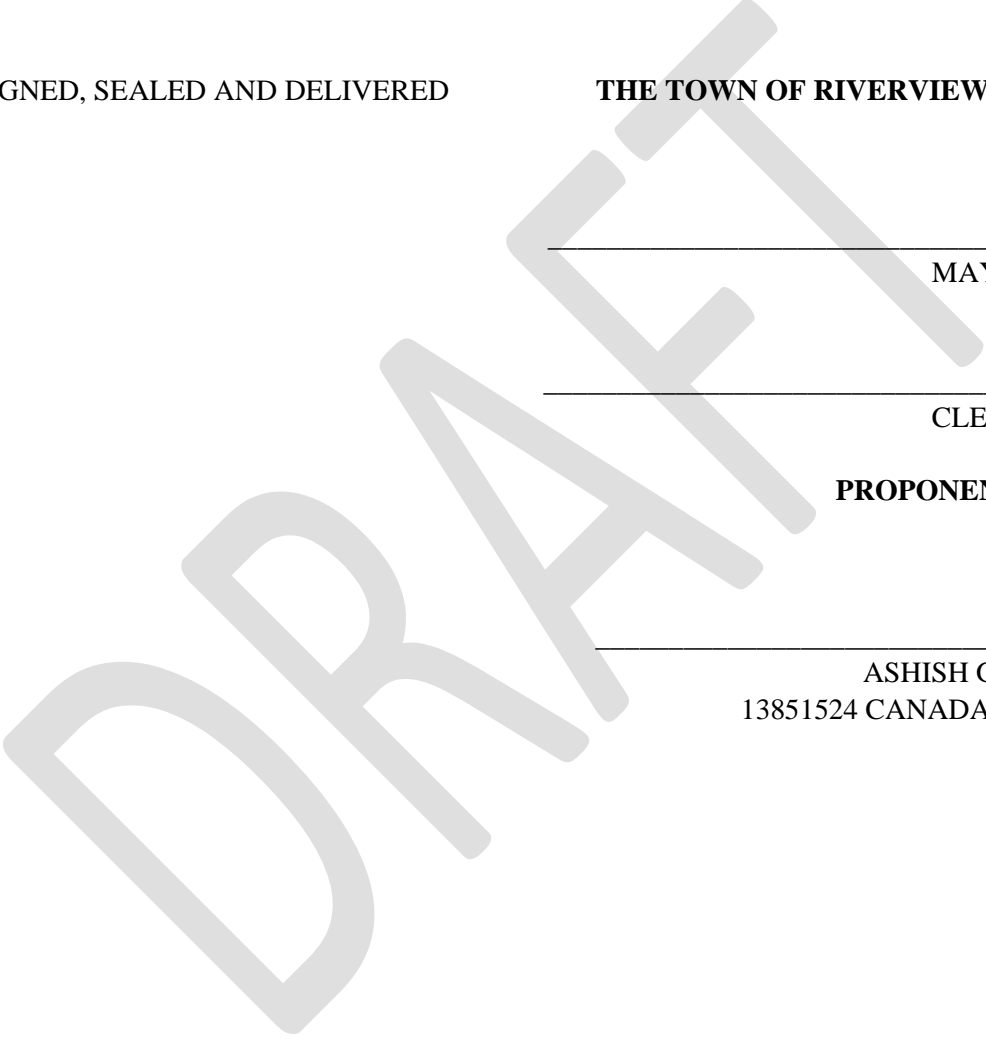 GNED, SEALED AND DELIVERED THE TOWN OF RIVERVIEW
MAY
CLE
PROPONEN
ASHISH
13851524 CANADA
DRAFT